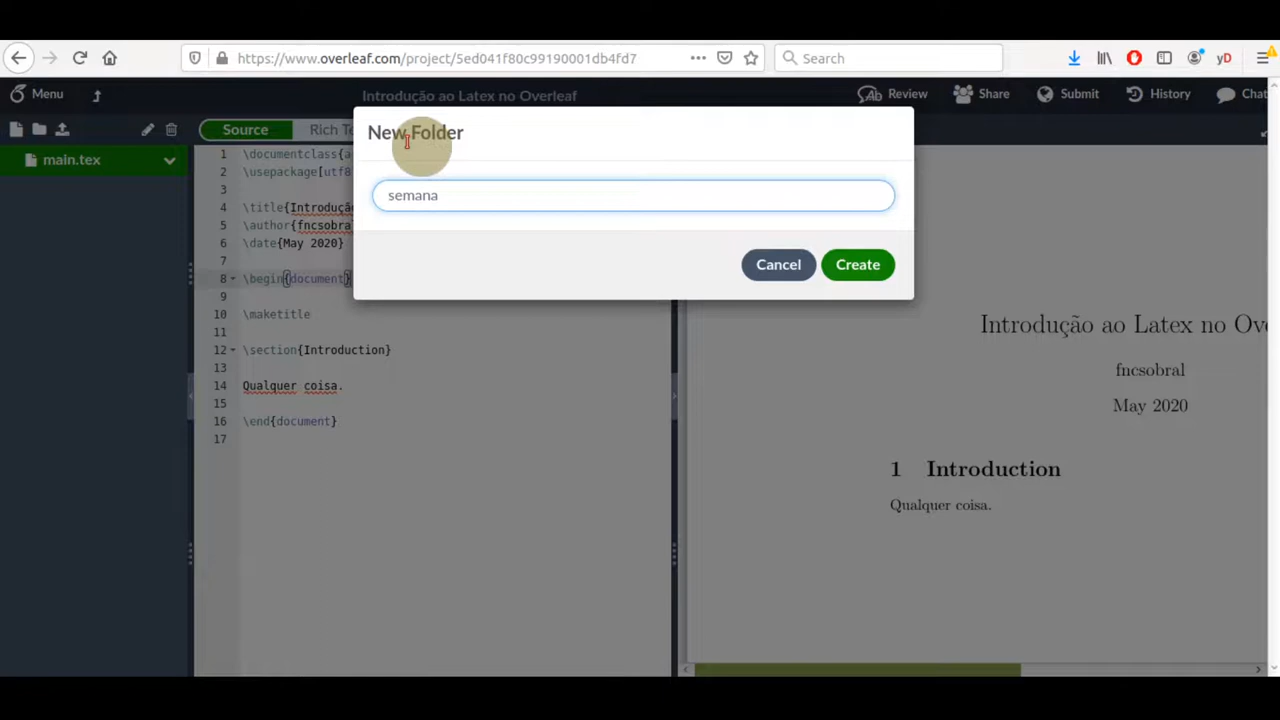 https://www.overleaf.com/project/5ed041f80c99190001db4fd7
Search
yD
Menu
Introdução ao Latex no Overleaf
Review
Share
Submit
History
Chat
Source
Rich Te
main.tex
New Folder
semana
Cancel
Create
1 \documentclass{a
2 \usepackage[utf8
3
4 \title{Introdução
5 \author{fncsobral
6 \date{May 2020}
7
8 \begin{document}
9
10 \maketitle
11
12 \section{Introduction}
13
14 Qualquer coisa.
15
16 \end{document}
17
Introdução ao Latex no Ove
fncsobral
May 2020
1 Introduction
Qualquer coisa.